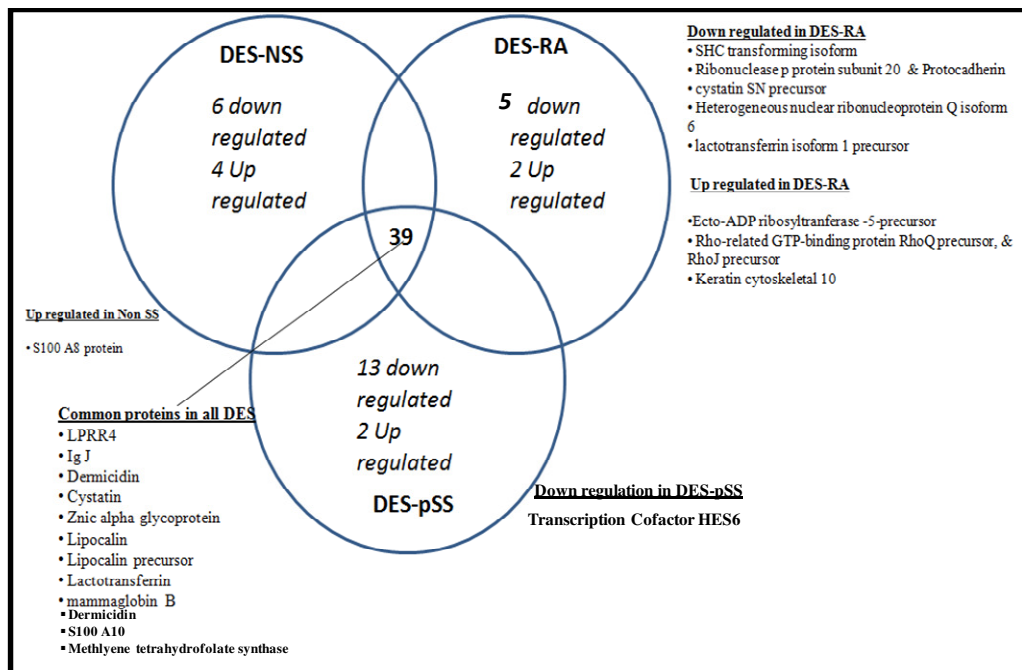 DES-NSS
6 down
regulated
4 Up
regulated
DES-RA
5 down
regulated
2 Up
regulated
39
13 down
regulated
2 Up
regulated
DES-pSS
Down regulated in DES-RA
• SHC transforming isoform
• Ribonuclease p protein subunit 20 & Protocadherin
• cystatin SN precursor
• Heterogeneous nuclear ribonucleoprotein Q isoform
6
• lactotransferrin isoform 1 precursor
Up regulated in DES-RA
•Ecto-ADP ribosyltranferase -5-precursor
• Rho-related GTP-binding protein RhoQ precursor, &
RhoJ precursor
• Keratin cytoskeletal 10
Up regulated in Non SS
• S100 A8 protein
Common proteins in all DES
• LPRR4
• Ig J
• Dermicidin
• Cystatin
• Znic alpha glycoprotein
• Lipocalin
• Lipocalin precursor
• Lactotransferrin
• mammaglobin B
▪ Dermicidin
▪ S100 A10
▪ Methlyene tetrahydrofolate synthase
Down regulation in DES-pSS
Transcription Cofactor HES6